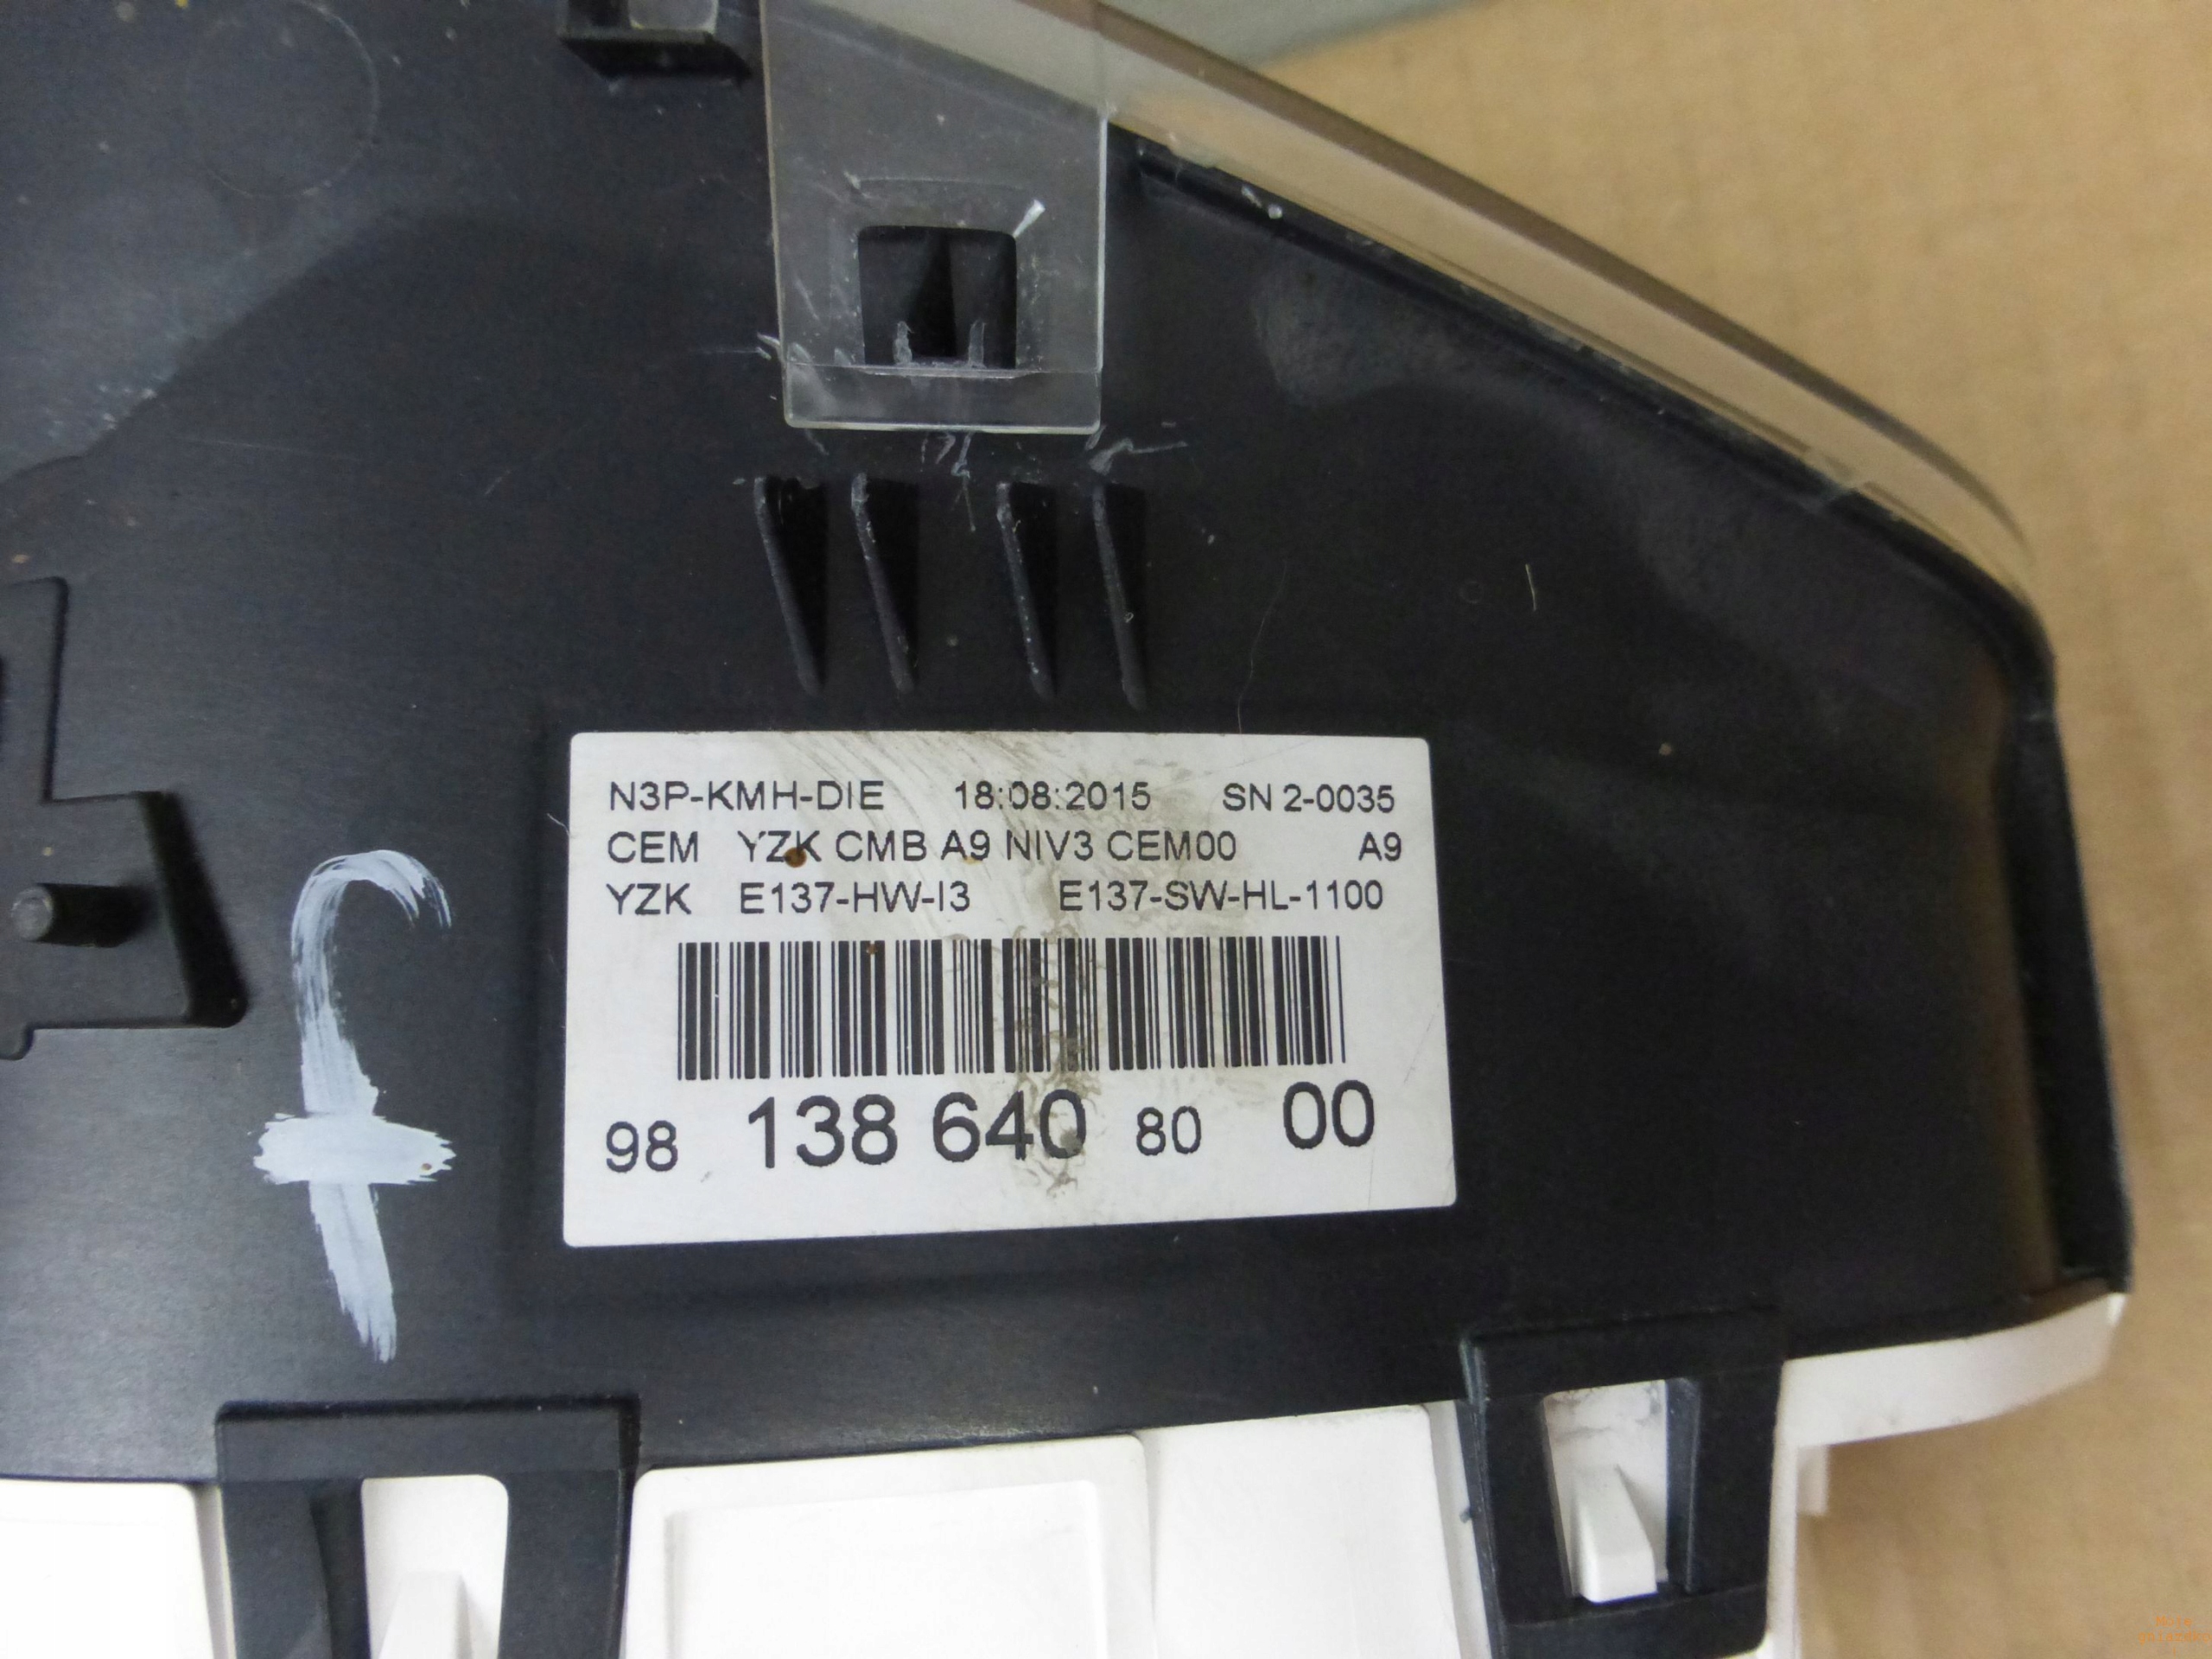 N3P-KMH-DIE 18:08:2015 SN 2-0035
CEM YZK CMB A9 NIV3 CEM00 A9
YZK E137-HW-I3 E137-SW-HL-1100
98 138 640 80 00
f